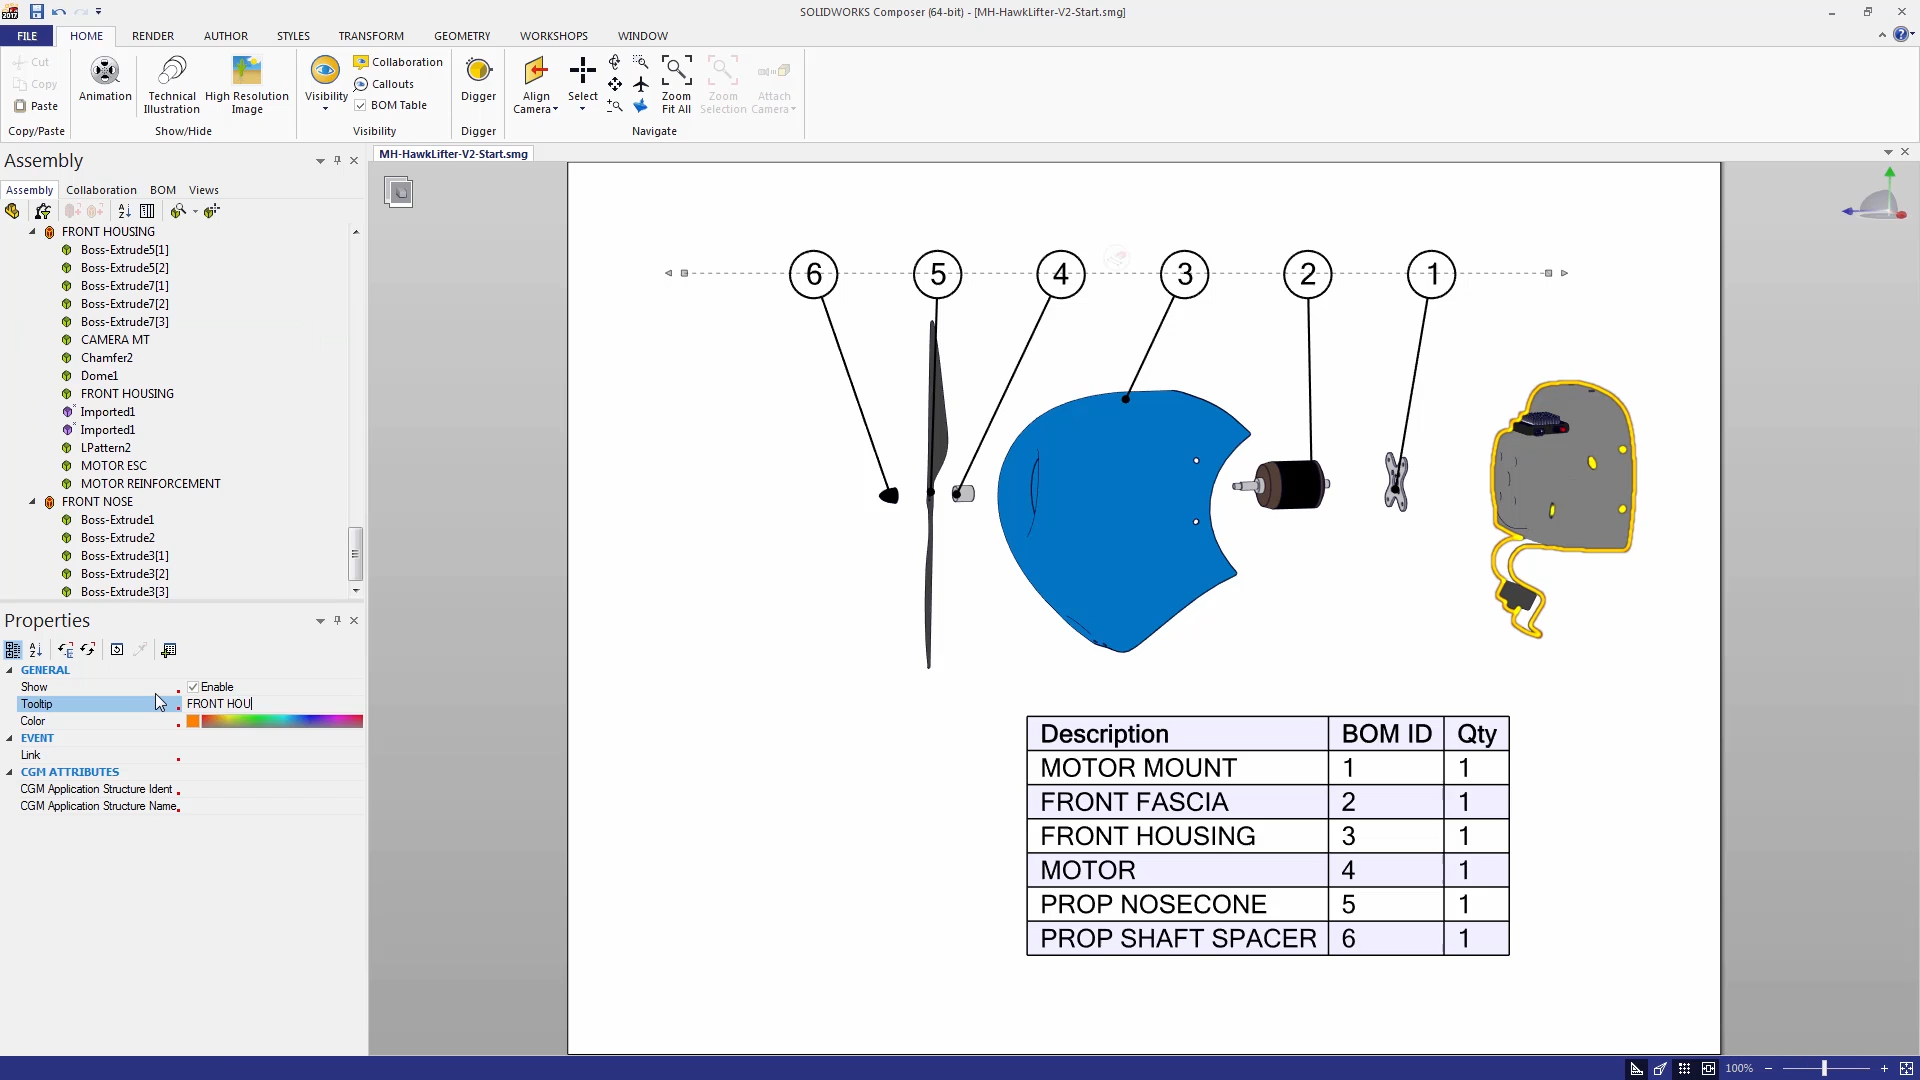 SOLIDWORKS Composer (64-bit) - [MH-HawkLifter-V2-Start.smg]
FILE HOME RENDER AUTHOR STYLES TRANSFORM GEOMETRY WORKSHOPS WINDOW
Cut
Copy
Paste
Copy/Paste
Animation
Technical Illustration
High Resolution Image
Show/Hide
Visibility
Collaboration
Callouts
BOM Table
Visibility
Digger
Digger
Align Camera
Select
Zoom Fit All
Zoom Selection
Attach Camera
Navigate
Assembly
MH-HawkLifter-V2-Start.smg
Assembly Collaboration BOM Views
FRONT HOUSING
Boss-Extrude5[1]
Boss-Extrude5[2]
Boss-Extrude7[1]
Boss-Extrude7[2]
Boss-Extrude7[3]
CAMERA MT
Chamfer2
Dome1
FRONT HOUSING
Imported1
Imported1
LPattern2
MOTOR ESC
MOTOR REINFORCEMENT
FRONT NOSE
Boss-Extrude1
Boss-Extrude2
Boss-Extrude3[1]
Boss-Extrude3[2]
Boss-Extrude3[3]
Properties
GENERAL
Show Enable
Tooltip FRONT HOU
Color
EVENT
Link
CGM ATTRIBUTES
CGM Application Structure Ident
CGM Application Structure Name
6 5 4 3 2 1
Description BOM ID Qty
MOTOR MOUNT 1 1
FRONT FASCIA 2 1
FRONT HOUSING 3 1
MOTOR 4 1
PROP NOSECONE 5 1
PROP SHAFT SPACER 6 1
100%